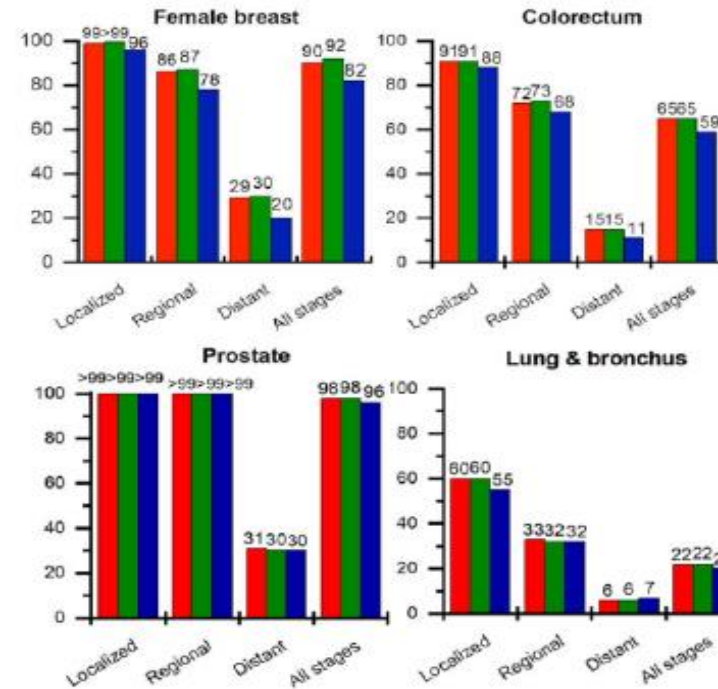 Female breast
100
80
60
40
20
0
99 >99 96
86 87 78
29 30 20
90 92 82
Localized Regional Distant All stages
Colorectum
100
80
60
40
20
0
91 91 88
72 73 68
15 15 11
65 65 59
Localized Regional Distant All stages
Prostate
100
80
60
40
20
0
>99 >99 >99
>99 >99 >99
31 30 30
98 98 96
Localized Regional Distant All stages
Lung & bronchus
100
80
60
40
20
0
60 60 55
33 32 32
6 6 7
22 22
Localized Regional Distant All stages